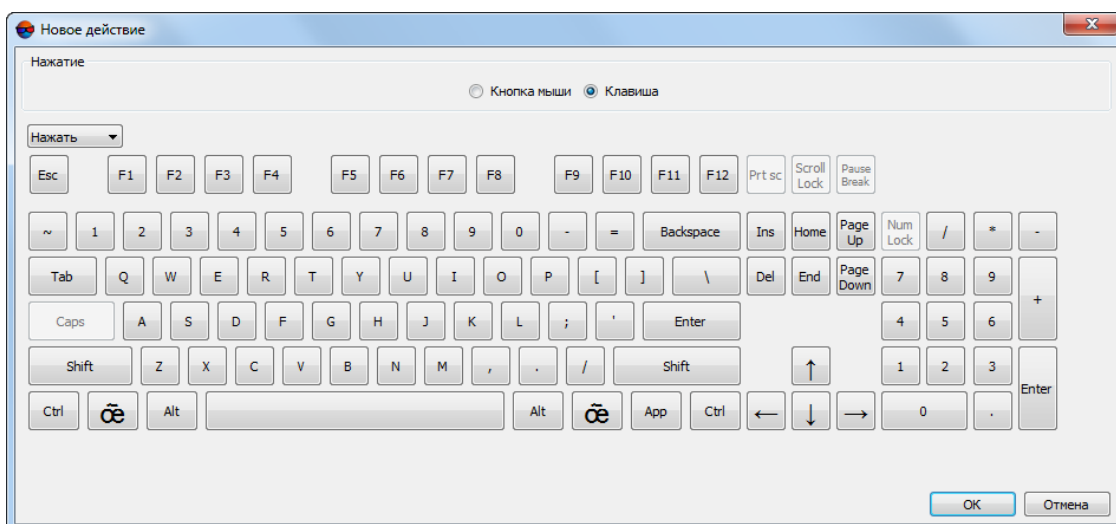 Новое действие
Нажатие
Кнопка мыши Клавиша
Нажать
Esc F1 F2 F3 F4 F5 F6 F7 F8 F9 F10 F11 F12 Prt sc Scroll Lock Pause Break
~ 1 2 3 4 5 6 7 8 9 0 - = Backspace Ins Home Page Up Num Lock / * -
Tab Q W E R T Y U I O P [ ] \ Del End Page Down 7 8 9 +
Caps A S D F G H J K L ; ' Enter 4 5 6
Shift Z X C V B N M , . / Shift ↑ 1 2 3 Enter
Ctrl œ̃ Alt Alt œ̃ App Ctrl ← ↓ → 0 .
OK Отмена